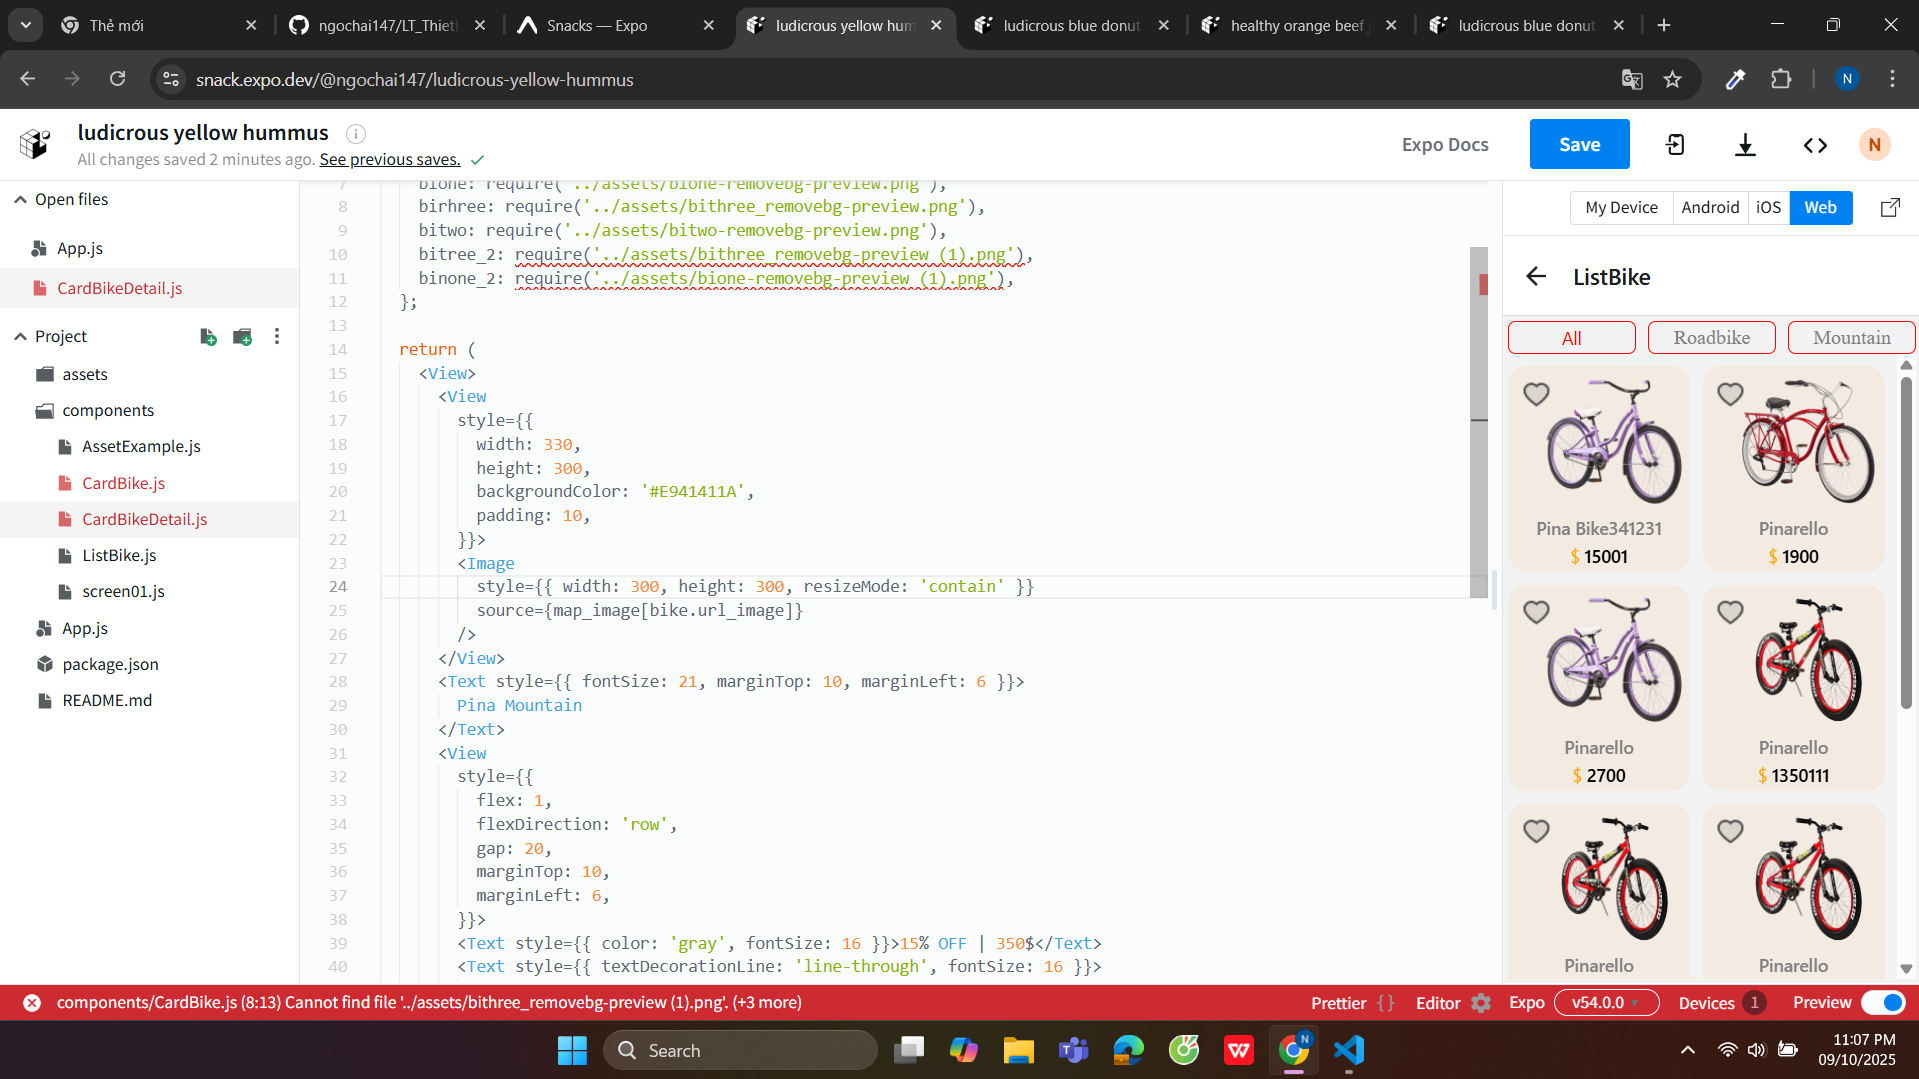 Thẻ mới
ngochai147/LT_Thiet
Snacks — Expo
ludicrous yellow hum
ludicrous blue donut
healthy orange beef
ludicrous blue donut
snack.expo.dev/@ngochai147/ludicrous-yellow-hummus
N
ludicrous yellow hummus
All changes saved 2 minutes ago. See previous saves.
Expo Docs
Save
N
Open files
App.js
CardBikeDetail.js
Project
assets
components
AssetExample.js
CardBike.js
CardBikeDetail.js
ListBike.js
screen01.js
App.js
package.json
README.md
7 bione: require('../assets/bione-removebg-preview.png'),
8 birhree: require('../assets/bithree_removebg-preview.png'),
9 bitwo: require('../assets/bitwo-removebg-preview.png'),
10 bitree_2: require('../assets/bithree_removebg-preview (1).png'),
11 binone_2: require('../assets/bione-removebg-preview (1).png'),
12 };
13
14 return (
15 <View>
16 <View
17 style={{
18 width: 330,
19 height: 300,
20 backgroundColor: '#E941411A',
21 padding: 10,
22 }}>
23 <Image
24 style={{ width: 300, height: 300, resizeMode: 'contain' }}
25 source={map_image[bike.url_image]}
26 />
27 </View>
28 <Text style={{ fontSize: 21, marginTop: 10, marginLeft: 6 }}>
29 Pina Mountain
30 </Text>
31 <View
32 style={{
33 flex: 1,
34 flexDirection: 'row',
35 gap: 20,
36 marginTop: 10,
37 marginLeft: 6,
38 }}>
39 <Text style={{ color: 'gray', fontSize: 16 }}>15% OFF | 350$</Text>
40 <Text style={{ textDecorationLine: 'line-through', fontSize: 16 }}>
My Device Android iOS Web
ListBike
All Roadbike Mountain
Pina Bike341231
$ 15001
Pinarello
$ 1900
Pinarello
$ 2700
Pinarello
$ 1350111
Pinarello
Pinarello
components/CardBike.js (8:13) Cannot find file '../assets/bithree_removebg-preview (1).png'. (+3 more)
Prettier { } Editor Expo v54.0.0 Devices 1 Preview
Search
N
11:07 PM
09/10/2025